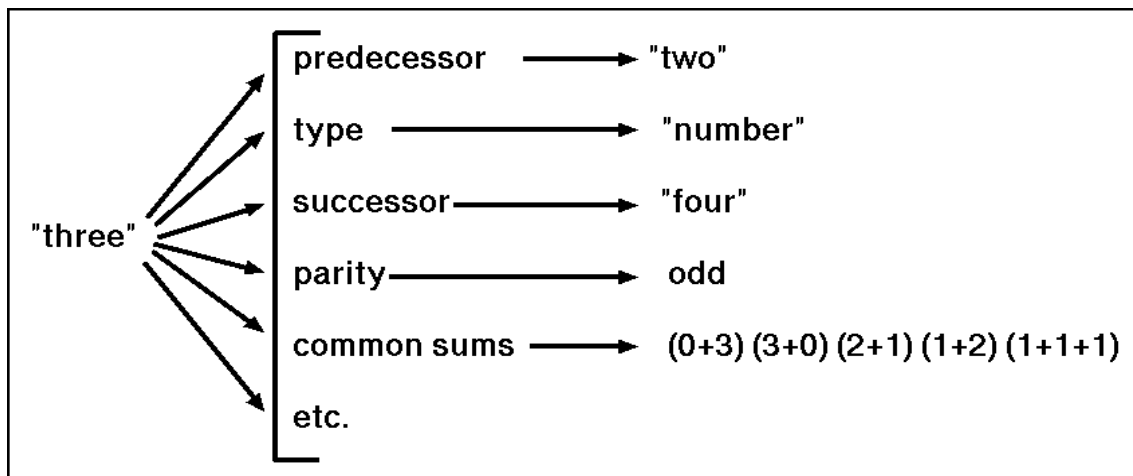 predecessor "two"
type "number"
successor "four"
"three"
parity odd
common sums (0+3) (3+0) (2+1) (1+2) (1+1+1)
etc.